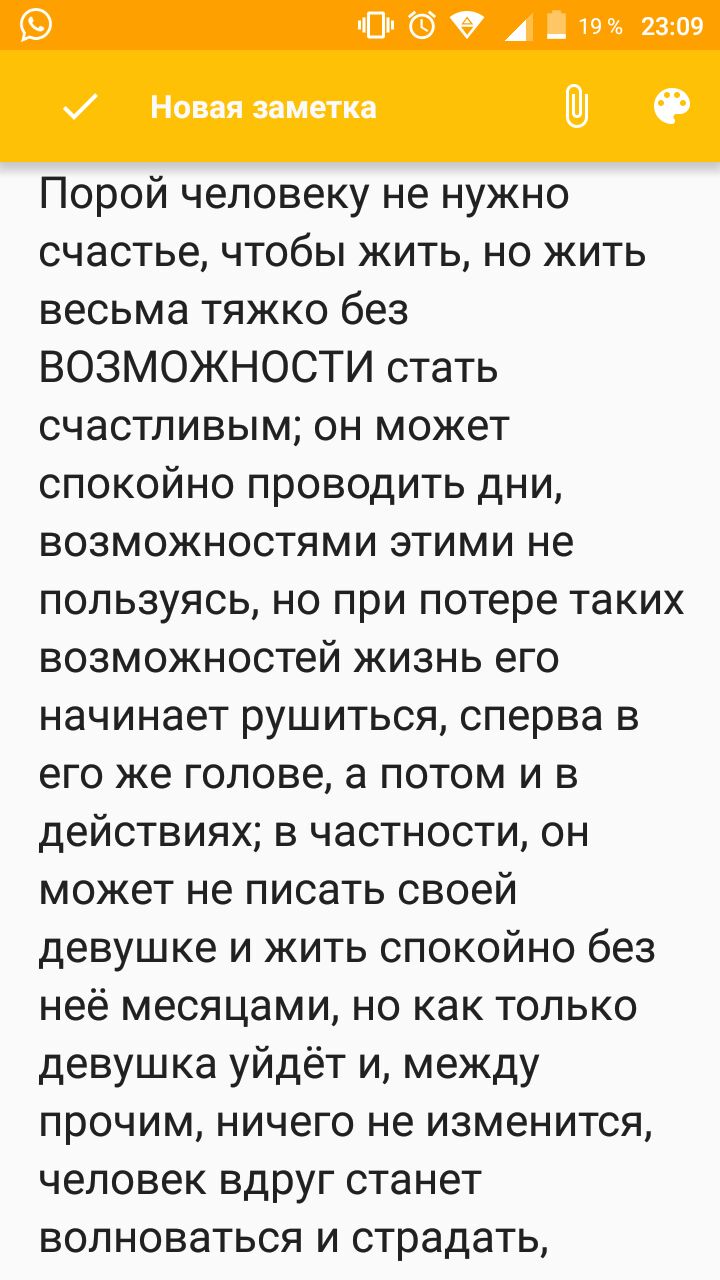 19 % 23:09
Новая заметка
Порой человеку не нужно
счастье, чтобы жить, но жить
весьма тяжко без
ВОЗМОЖНОСТИ стать
счастливым; он может
спокойно проводить дни,
возможностями этими не
пользуясь, но при потере таких
возможностей жизнь его
начинает рушиться, сперва в
его же голове, а потом и в
действиях; в частности, он
может не писать своей
девушке и жить спокойно без
неё месяцами, но как только
девушка уйдёт и, между
прочим, ничего не изменится,
человек вдруг станет
волноваться и страдать,